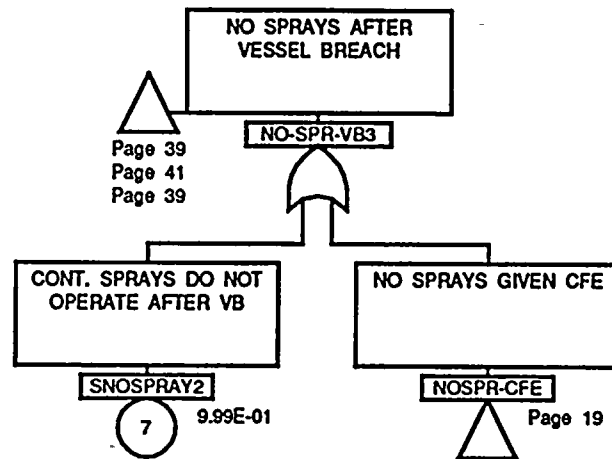 NO SPRAYS AFTER
VESSEL BREACH
NO-SPR-VB3
Page 39
Page 41
Page 39
CONT. SPRAYS DO NOT
OPERATE AFTER VB
SNOSPRAY2
7
9.99E-01
NO SPRAYS GIVEN CFE
NOSPR-CFE
Page 19